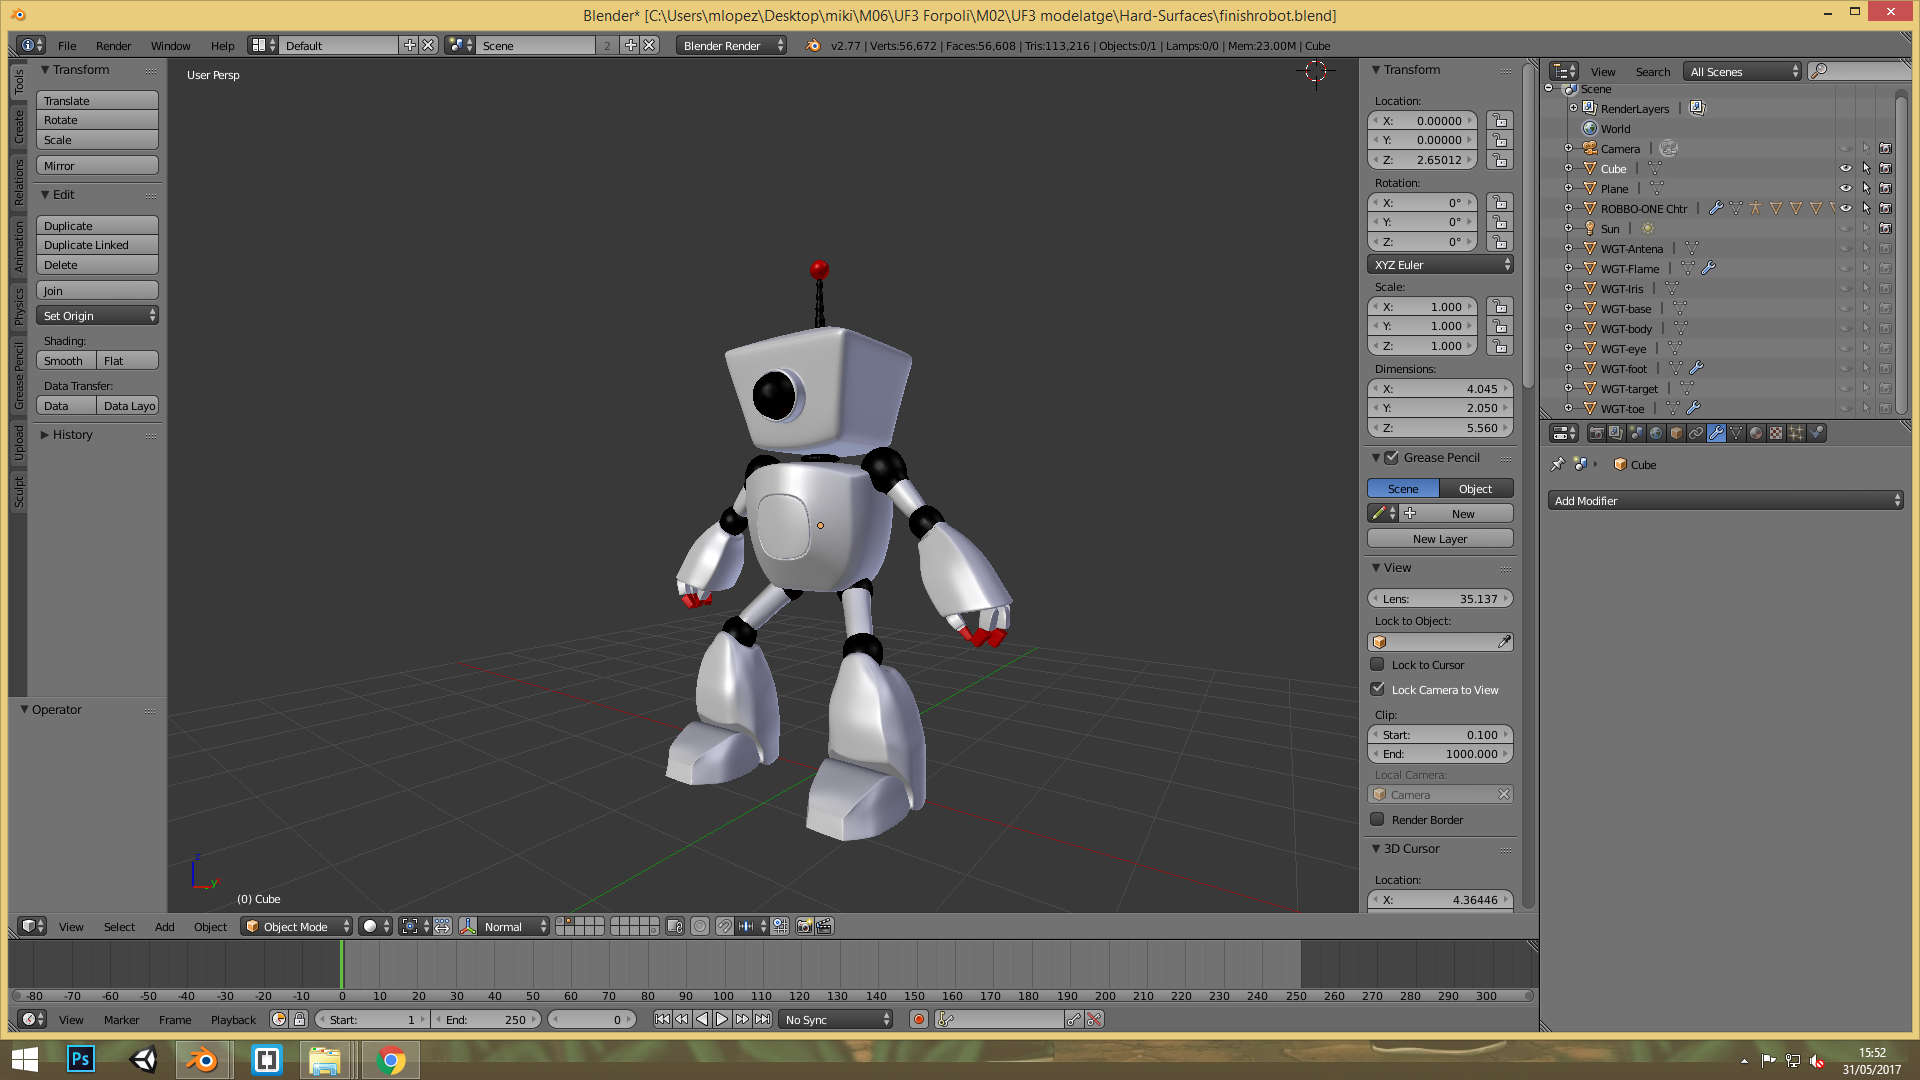 Blender* [C:\Users\mlopez\Desktop\miki\M06\UF3 Forpoli\M02\UF3 modelatge\Hard-Surfaces\finishrobot.blend]
File Render Window Help Default Scene 2 Blender Render v2.77 | Verts:56,672 | Faces:56,608 | Tris:113,216 | Objects:0/1 | Lamps:0/0 | Mem:23.00M | Cube
Tools
Create
Relations
Animation
Physics
Grease Pencil
Upload
Sculpt
Transform
Translate
Rotate
Scale
Mirror
Edit
Duplicate
Duplicate Linked
Delete
Join
Set Origin
Shading:
Smooth Flat
Data Transfer:
Data Data Layo
History
Operator
User Persp
z
y
(0) Cube
Transform
Location:
X: 0.00000
Y: 0.00000
Z: 2.65012
Rotation:
X: 0°
Y: 0°
Z: 0°
XYZ Euler
Scale:
X: 1.000
Y: 1.000
Z: 1.000
Dimensions:
X: 4.045
Y: 2.050
Z: 5.560
Grease Pencil
Scene Object
New
New Layer
View
Lens: 35.137
Lock to Object:
Lock to Cursor
Lock Camera to View
Clip:
Start: 0.100
End: 1000.000
Local Camera:
Camera
Render Border
3D Cursor
Location:
X: 4.36446
View Search All Scenes
Scene
RenderLayers |
World
Camera |
Cube |
Plane |
ROBBO-ONE Chtr |
Sun |
WGT-Antena |
WGT-Flame |
WGT-Iris |
WGT-base |
WGT-body |
WGT-eye |
WGT-foot |
WGT-target |
WGT-toe |
Cube
Add Modifier
View Select Add Object Object Mode Normal
-80 -70 -60 -50 -40 -30 -20 -10 0 10 20 30 40 50 60 70 80 90 100 110 120 130 140 150 160 170 180 190 200 210 220 230 240 250 260 270 280 290 300
View Marker Frame Playback Start: 1 End: 250 0 No Sync
Ps
15:52
31/05/2017